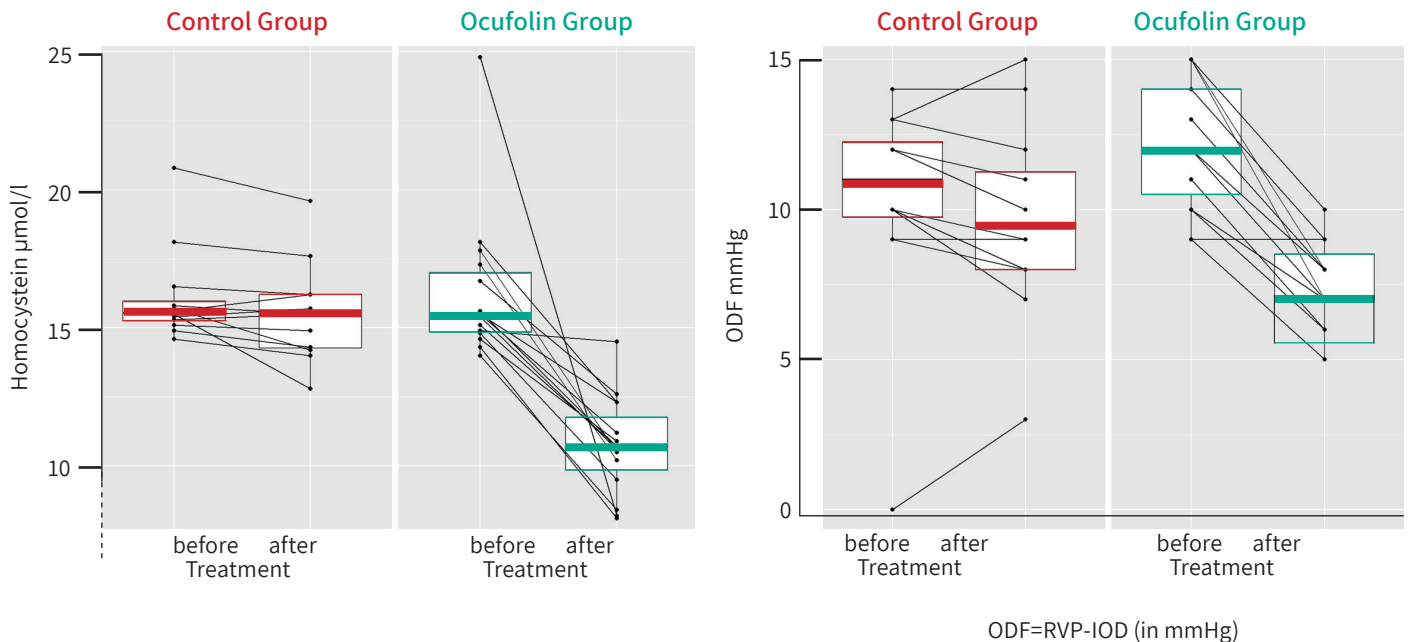 Control Group
Ocufolin Group
Homocystein µmol/l
25
20
15
10
before after
Treatment
before after
Treatment
Control Group
Ocufolin Group
ODF mmHg
15
10
5
0
before after
Treatment
before after
Treatment
ODF=RVP-IOD (in mmHg)